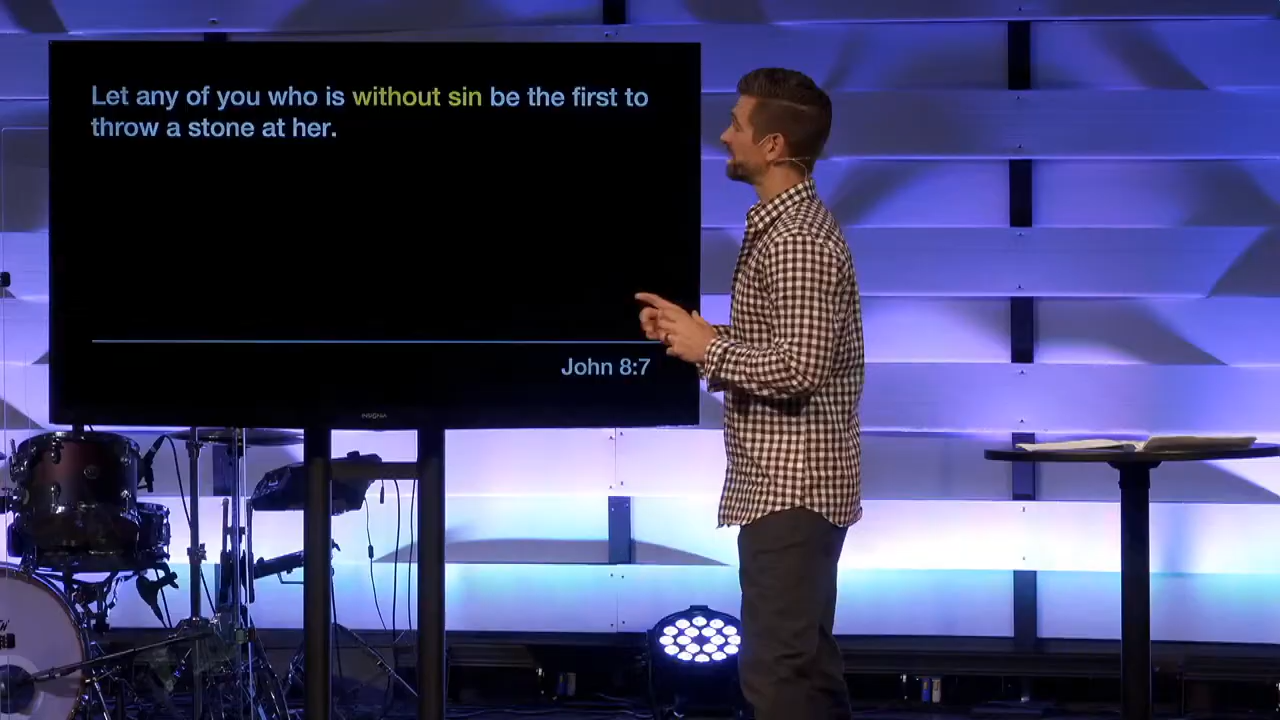 Let any of you who is without sin be the first to
throw a stone at her.
John 8:7
INSIGNIA